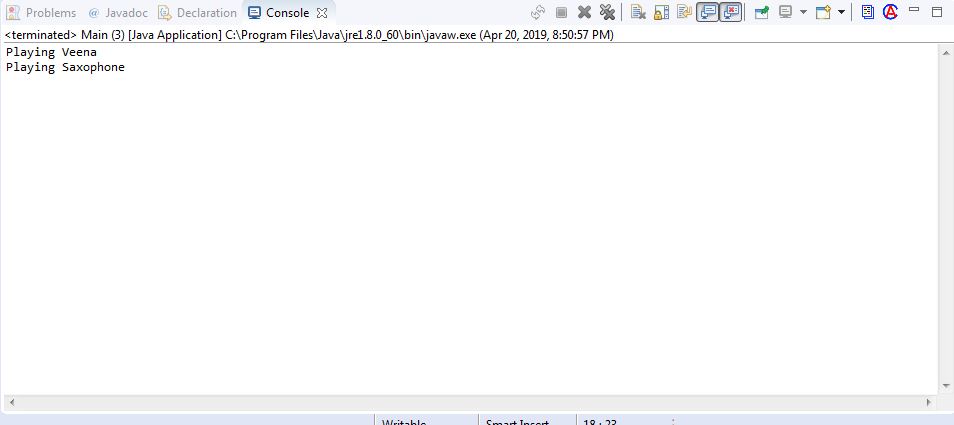 Problems @ Javadoc Declaration Console
<terminated> Main (3) [Java Application] C:\Program Files\Java\jre1.8.0_60\bin\javaw.exe (Apr 20, 2019, 8:50:57 PM)
Playing Veena
Playing Saxophone
Writable Smart Insert 18 : 23